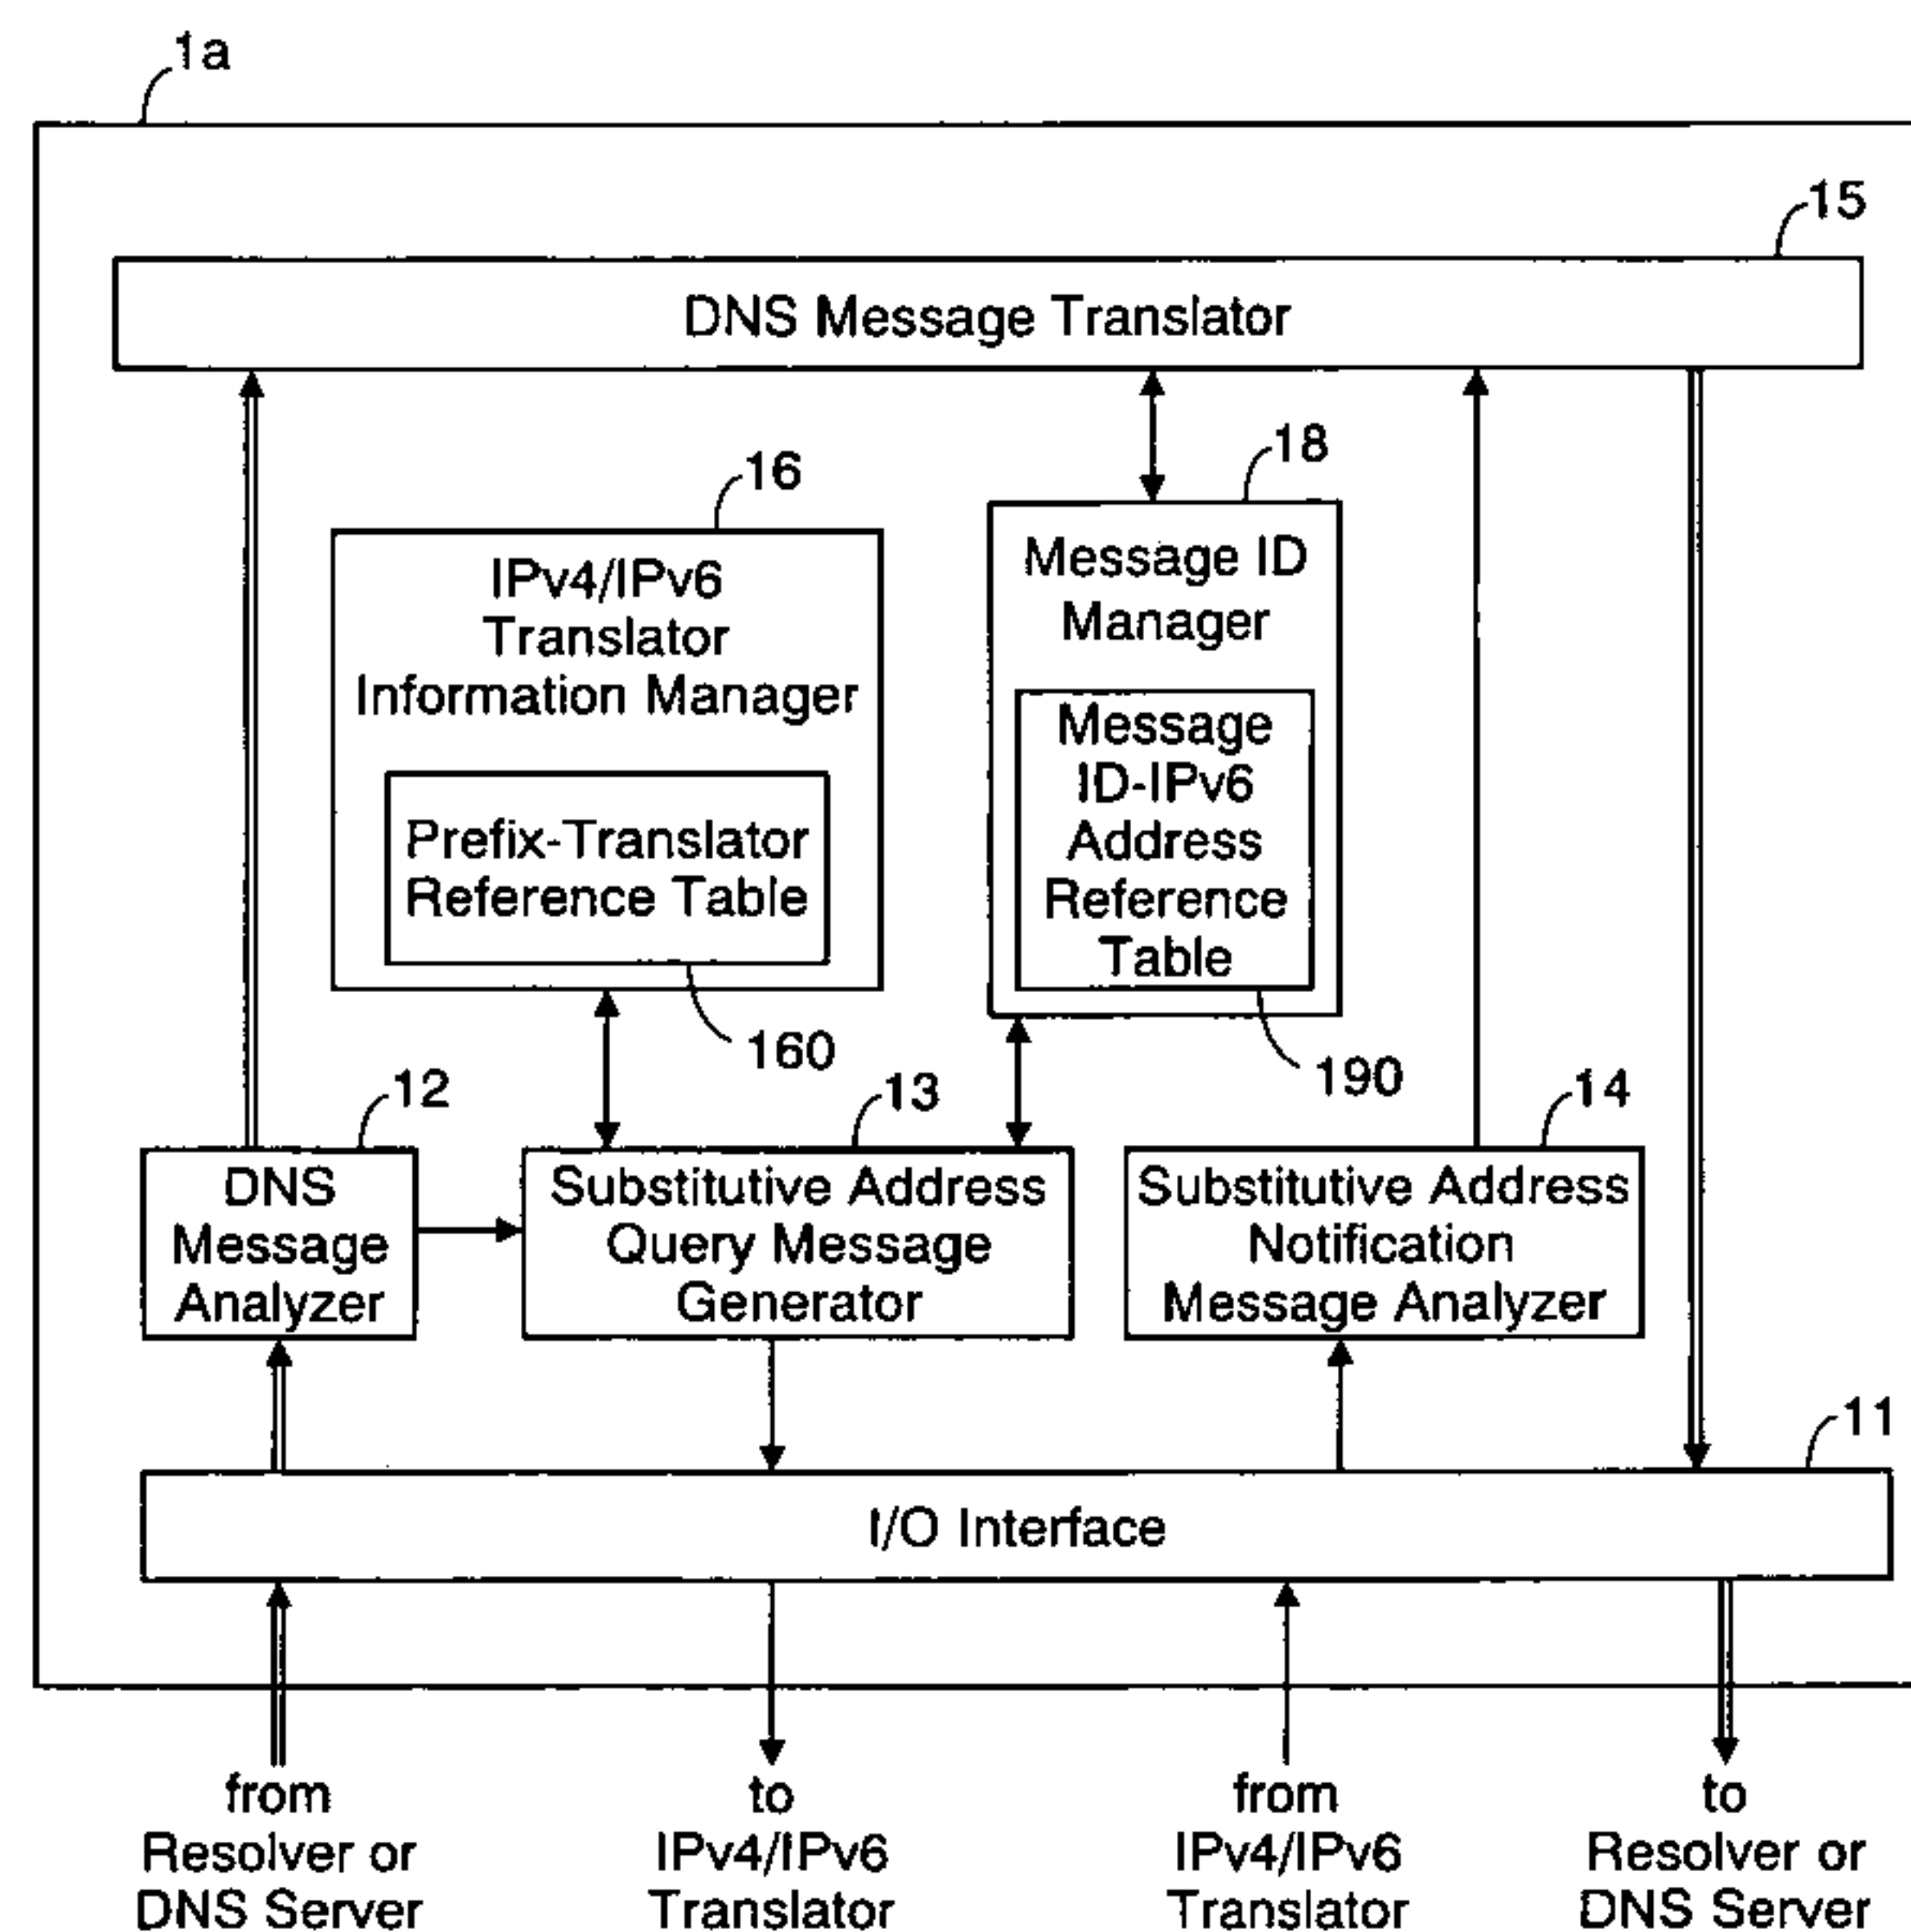 1a
15
DNS Message Translator
16
IPv4/IPv6
Translator
Information Manager
Prefix-Translator
Reference Table
160
18
Message ID
Manager
Message
ID-IPv6
Address
Reference
Table
190
12
DNS
Message
Analyzer
13
Substitutive Address
Query Message
Generator
14
Substitutive Address
Notification
Message Analyzer
11
I/O Interface
from
Resolver or
DNS Server
to
IPv4/IPv6
Translator
from
IPv4/IPv6
Translator
to
Resolver or
DNS Server